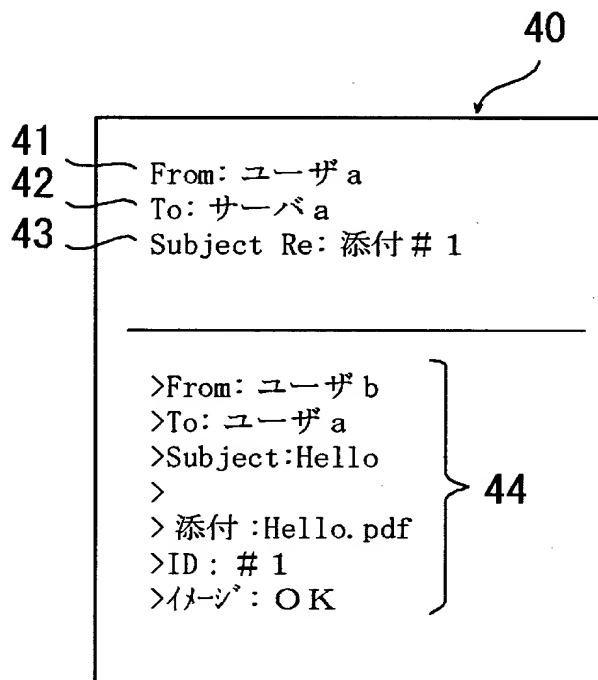 40
41
From: ユーザa
42
To: サーバa
43
Subject Re: 添付#1
>From: ユーザb
>To: ユーザa
>Subject:Hello
>
> 添付:Hello.pdf
>ID: #1
>ｲﾒｰｼﾞ: OK
44